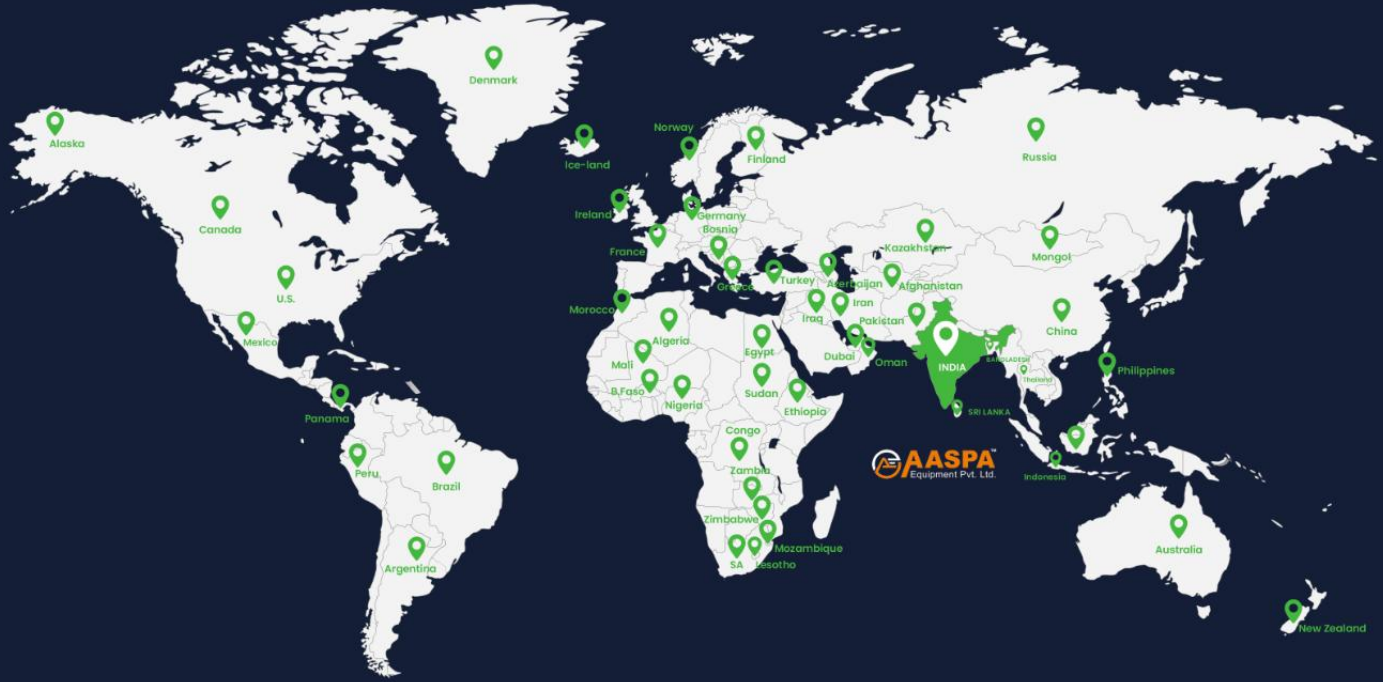 Denmark
Alaska
Ice-land
Norway
Finland
Russia
Canada
Ireland
Germany
Bosnia
France
Kazakhstan
Mongol
U.S.
Greece
Turkey
Azerbaijan
Afghanistan
Morocco
Iraq
Iran
Pakistan
China
Mexico
Algeria
Egypt
Dubai
Oman
INDIA
BANGLADESH
Thailand
Philippines
Mali
B.Faso
Nigeria
Sudan
Ethiopia
SRI LANKA
Panama
Congo
Zambia
AASPA
Equipment Pvt. Ltd.
Indonesia
Peru
Brazil
Zimbabwe
Mozambique
SA
Lesotho
Australia
Argentina
New Zealand